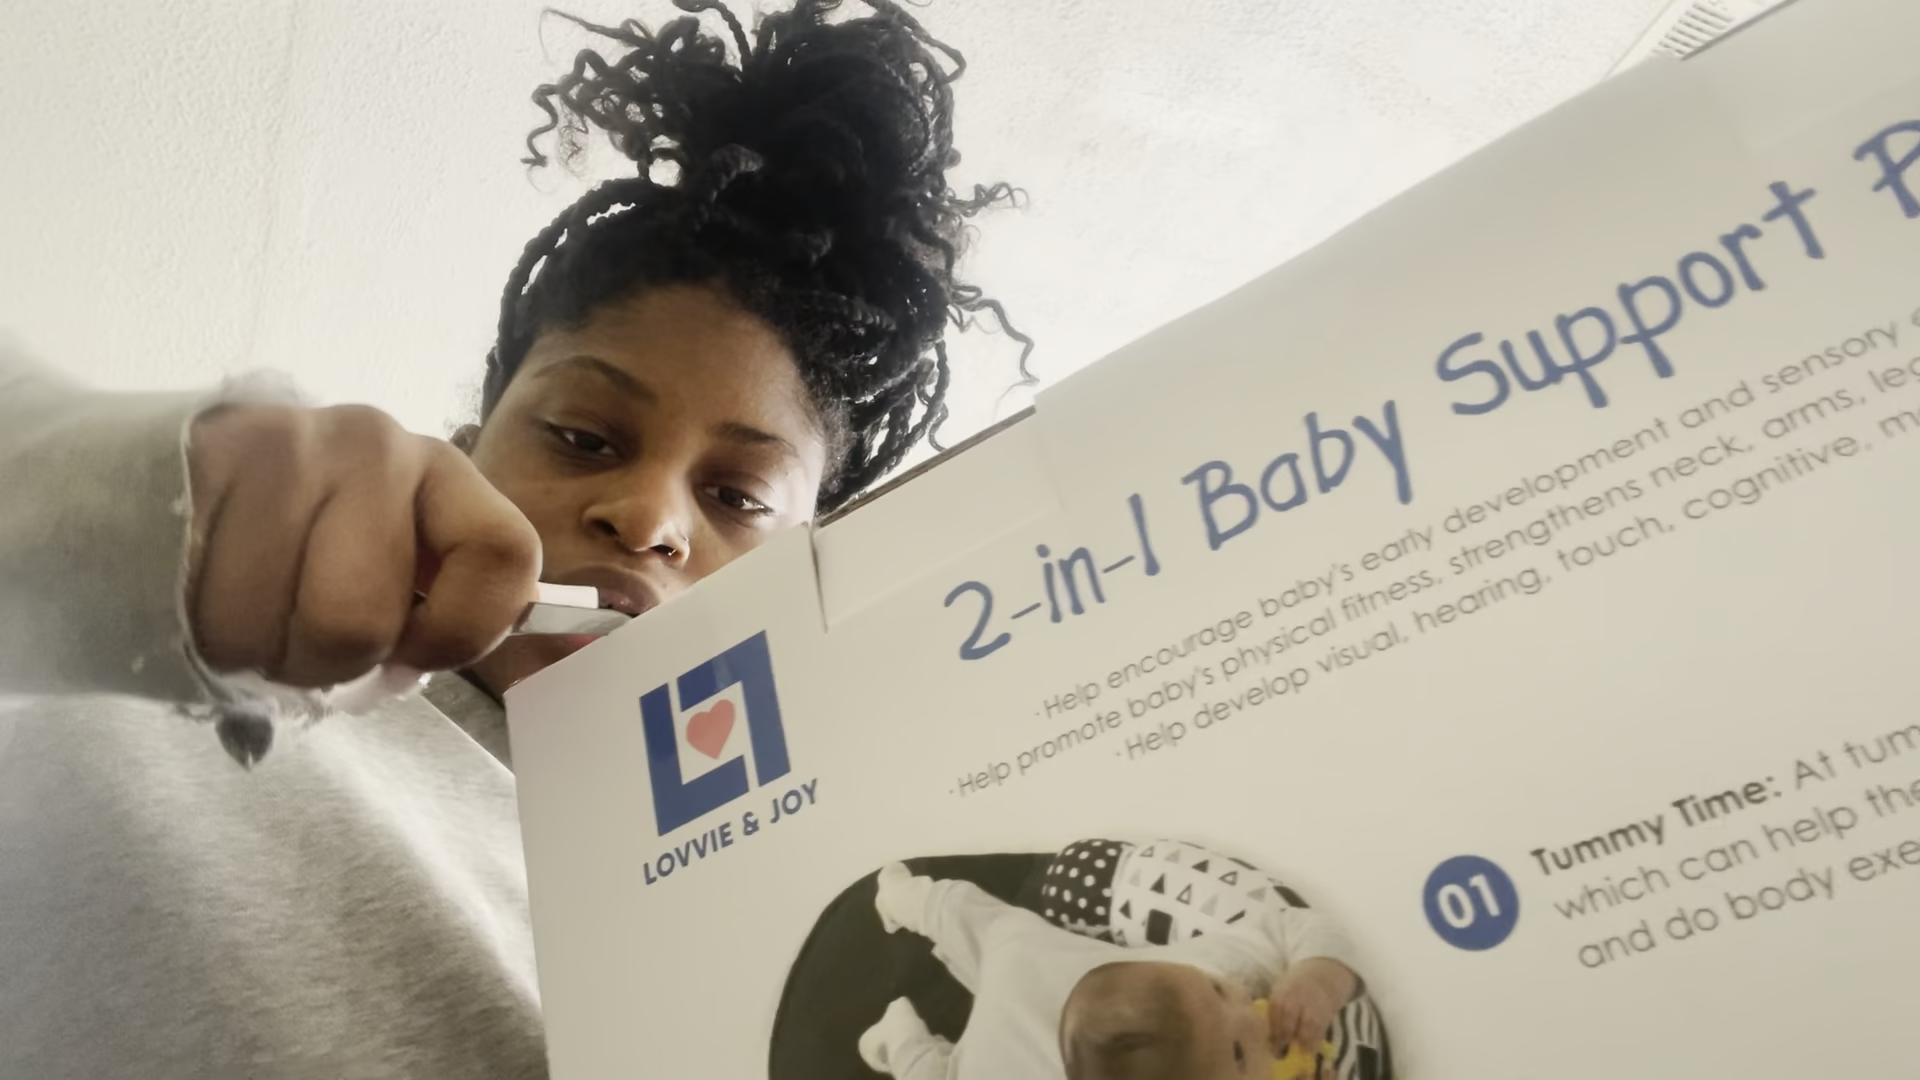 2-in-1 Baby Support
·Help encourage baby's early development and sensory
·Help promote baby's physical fitness, strengthens neck, arms,
·Help develop visual, hearing, touch, cognitive,
LOVVIE & JOY
01
Tummy Time: At
which can help
and do body